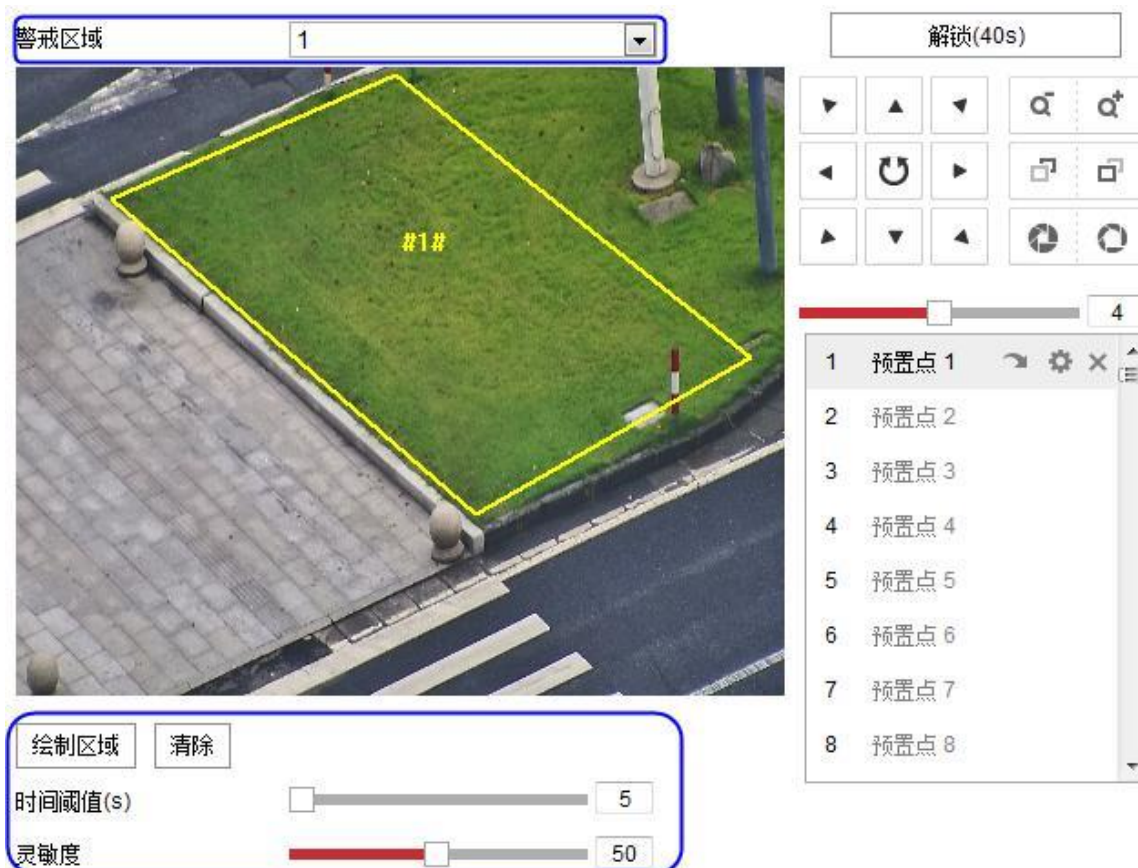 警戒区域 1
解锁(40s)
#1#
4
1 预置点 1
2 预置点 2
3 预置点 3
4 预置点 4
5 预置点 5
6 预置点 6
7 预置点 7
8 预置点 8
绘制区域 清除
时间阈值(s) 5
灵敏度 50